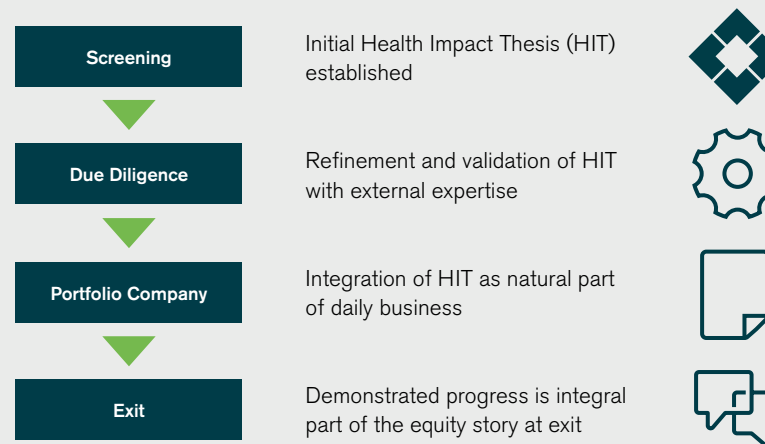 Screening
Initial Health Impact Thesis (HIT)
established
Due Diligence
Refinement and validation of HIT
with external expertise
Portfolio Company
Integration of HIT as natural part
of daily business
Exit
Demonstrated progress is integral
part of the equity story at exit